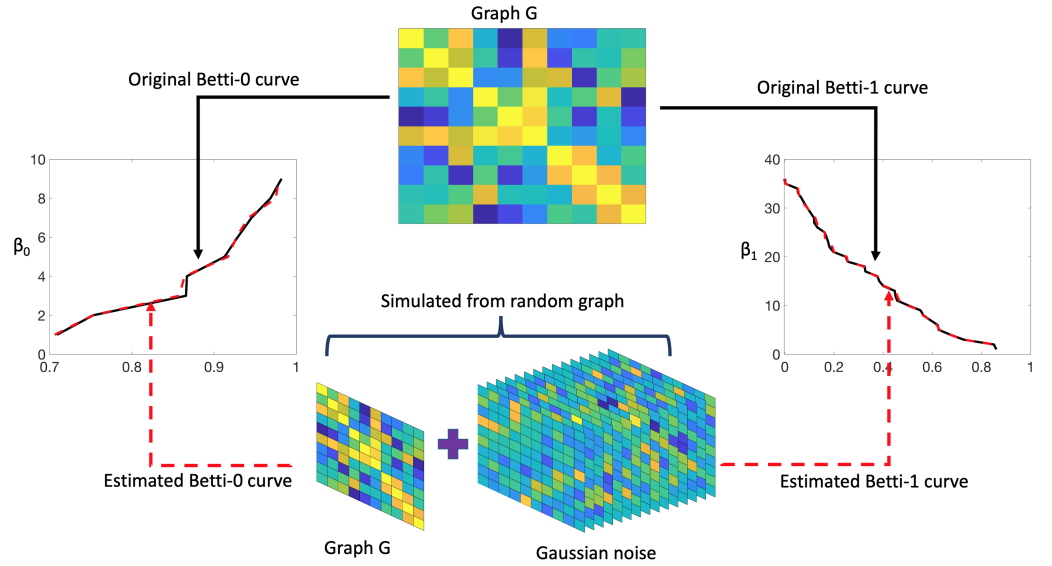 Graph G
Original Betti-0 curve
Original Betti-1 curve
10
8
6
4
2
0
β0
0.7
0.8
0.9
1
40
30
20
10
0
β1
0
0.2
0.4
0.6
0.8
1
Simulated from random graph
Estimated Betti-0 curve
Estimated Betti-1 curve
Graph G
Gaussian noise